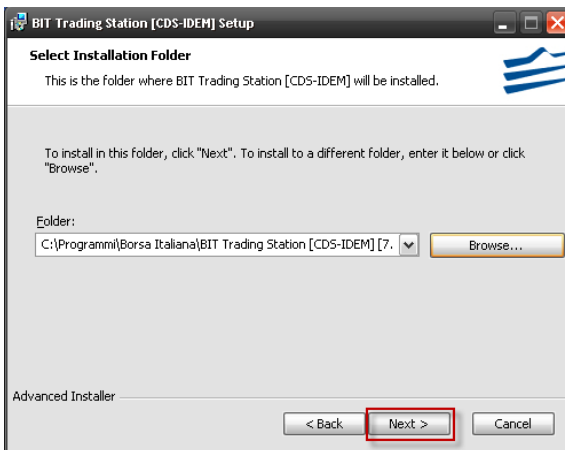 BIT Trading Station [CDS-IDEM] Setup
Select Installation Folder
This is the folder where BIT Trading Station [CDS-IDEM] will be installed.
To install in this folder, click "Next". To install to a different folder, enter it below or click
"Browse".
Folder:
C:\Programmi\Borsa Italiana\BIT Trading Station [CDS-IDEM] [7. Browse...
Advanced Installer
< Back Next > Cancel